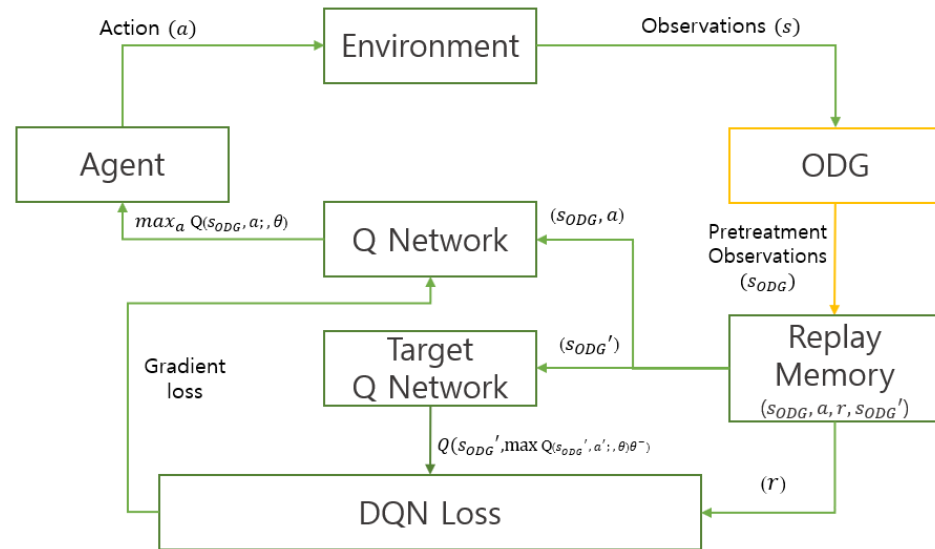 Action (a)
Environment
Observations (s)
Agent
ODG
max_a Q(s_ODG, a; , θ)
Q Network
(s_ODG, a)
Pretreatment
Observations
(s_ODG)
Gradient
loss
Target
Q Network
(s_ODG′)
Replay
Memory
(s_ODG, a, r, s_ODG′)
Q(s_ODG′,max Q(s_ODG′, a′; , θ)θ⁻)
(r)
DQN Loss